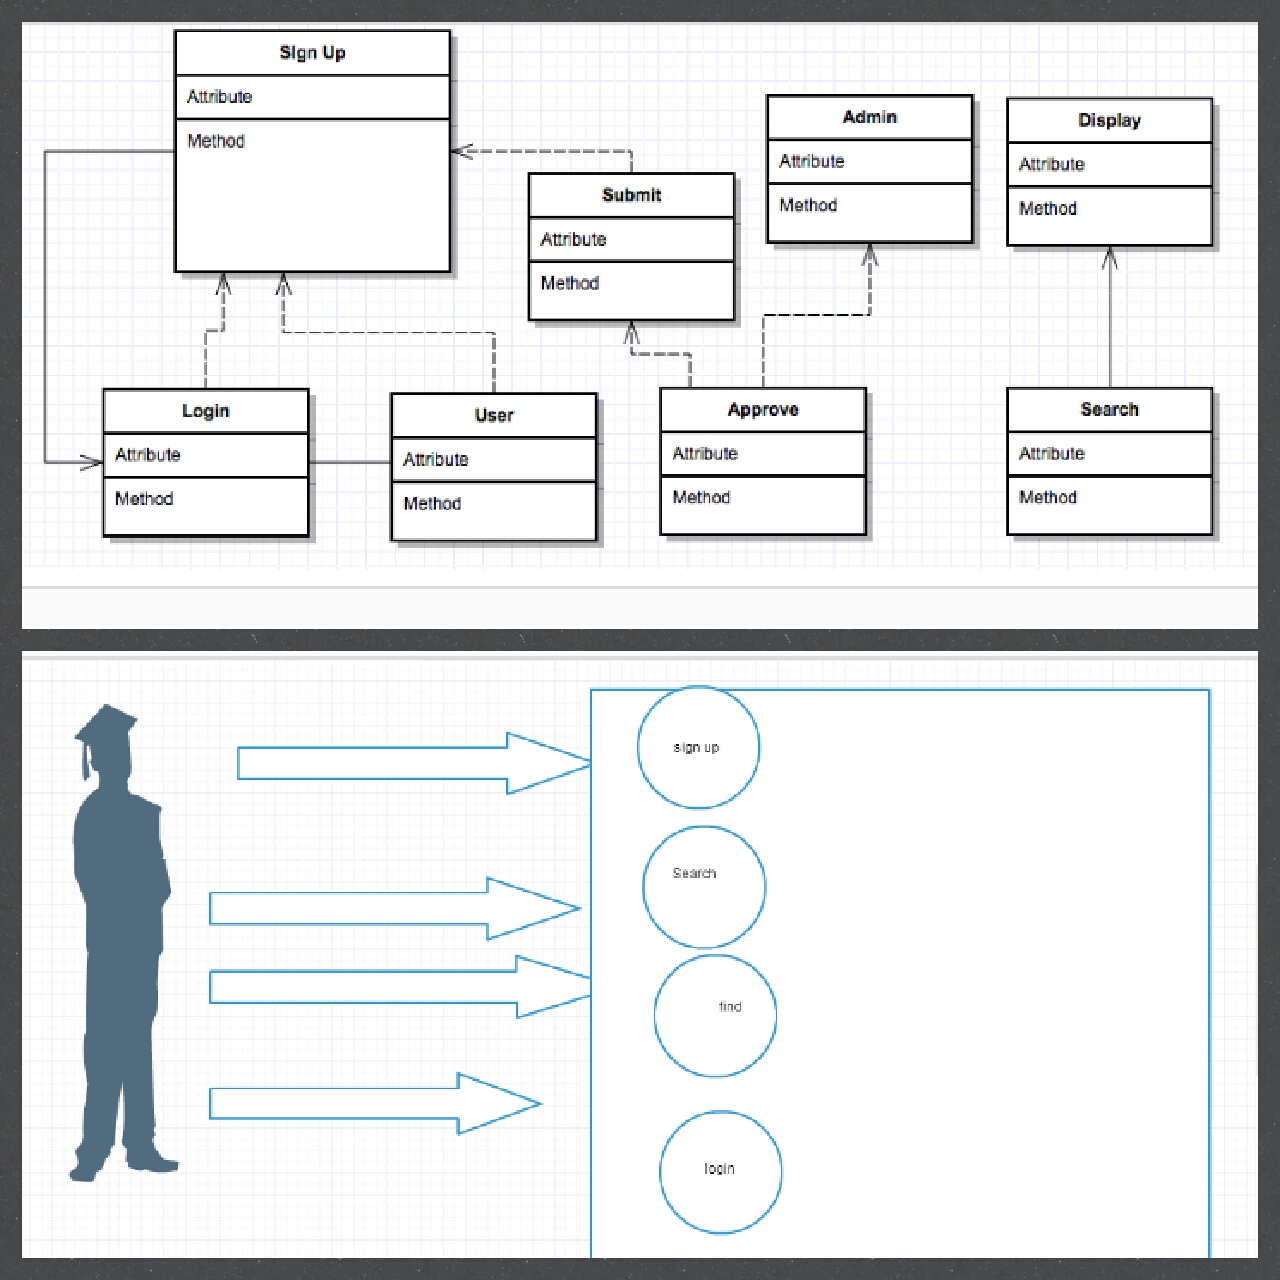 SIgn Up
Attribute
Method
Submit
Attribute
Method
Admin
Attribute
Method
Display
Attribute
Method
Login
Attribute
Method
User
Attribute
Method
Approve
Attribute
Method
Search
Attribute
Method
sign up
Search
find
login